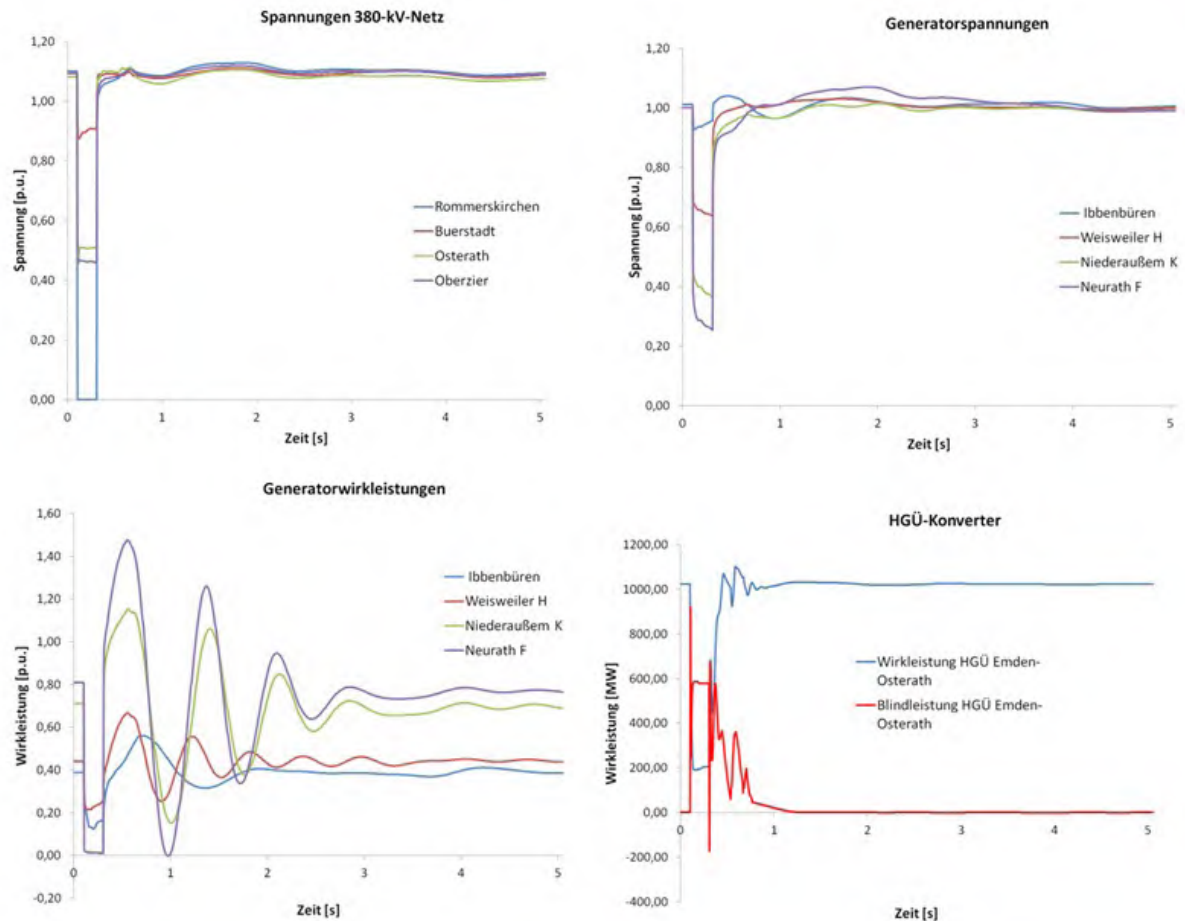 Spannungen 380-kV-Netz
1,20
1,00
0,80
0,60
0,40
0,20
0,00
Spannung [p.u.]
Rommerskirchen
Buerstadt
Osterath
Oberzier
0 1 2 3 4 5
Zeit [s]
Generatorspannungen
1,20
1,00
0,80
0,60
0,40
0,20
0,00
Spannung [p.u.]
Ibbenbüren
Weisweiler H
Niederaußem K
Neurath F
0 1 2 3 4 5
Zeit [s]
Generatorwirkleistungen
1,60
1,40
1,20
1,00
0,80
0,60
0,40
0,20
0,00
-0,20
Wirkleistung [p.u.]
Ibbenbüren
Weisweiler H
Niederaußem K
Neurath F
0 1 2 3 4 5
Zeit [s]
HGÜ-Konverter
1200,00
1000,00
800,00
600,00
400,00
200,00
0,00
-200,00
-400,00
Wirkleistung [MW]
Wirkleistung HGÜ Emden-
Osterath
Blindleistung HGÜ Emden-
Osterath
0 1 2 3 4 5
Zeit [s]